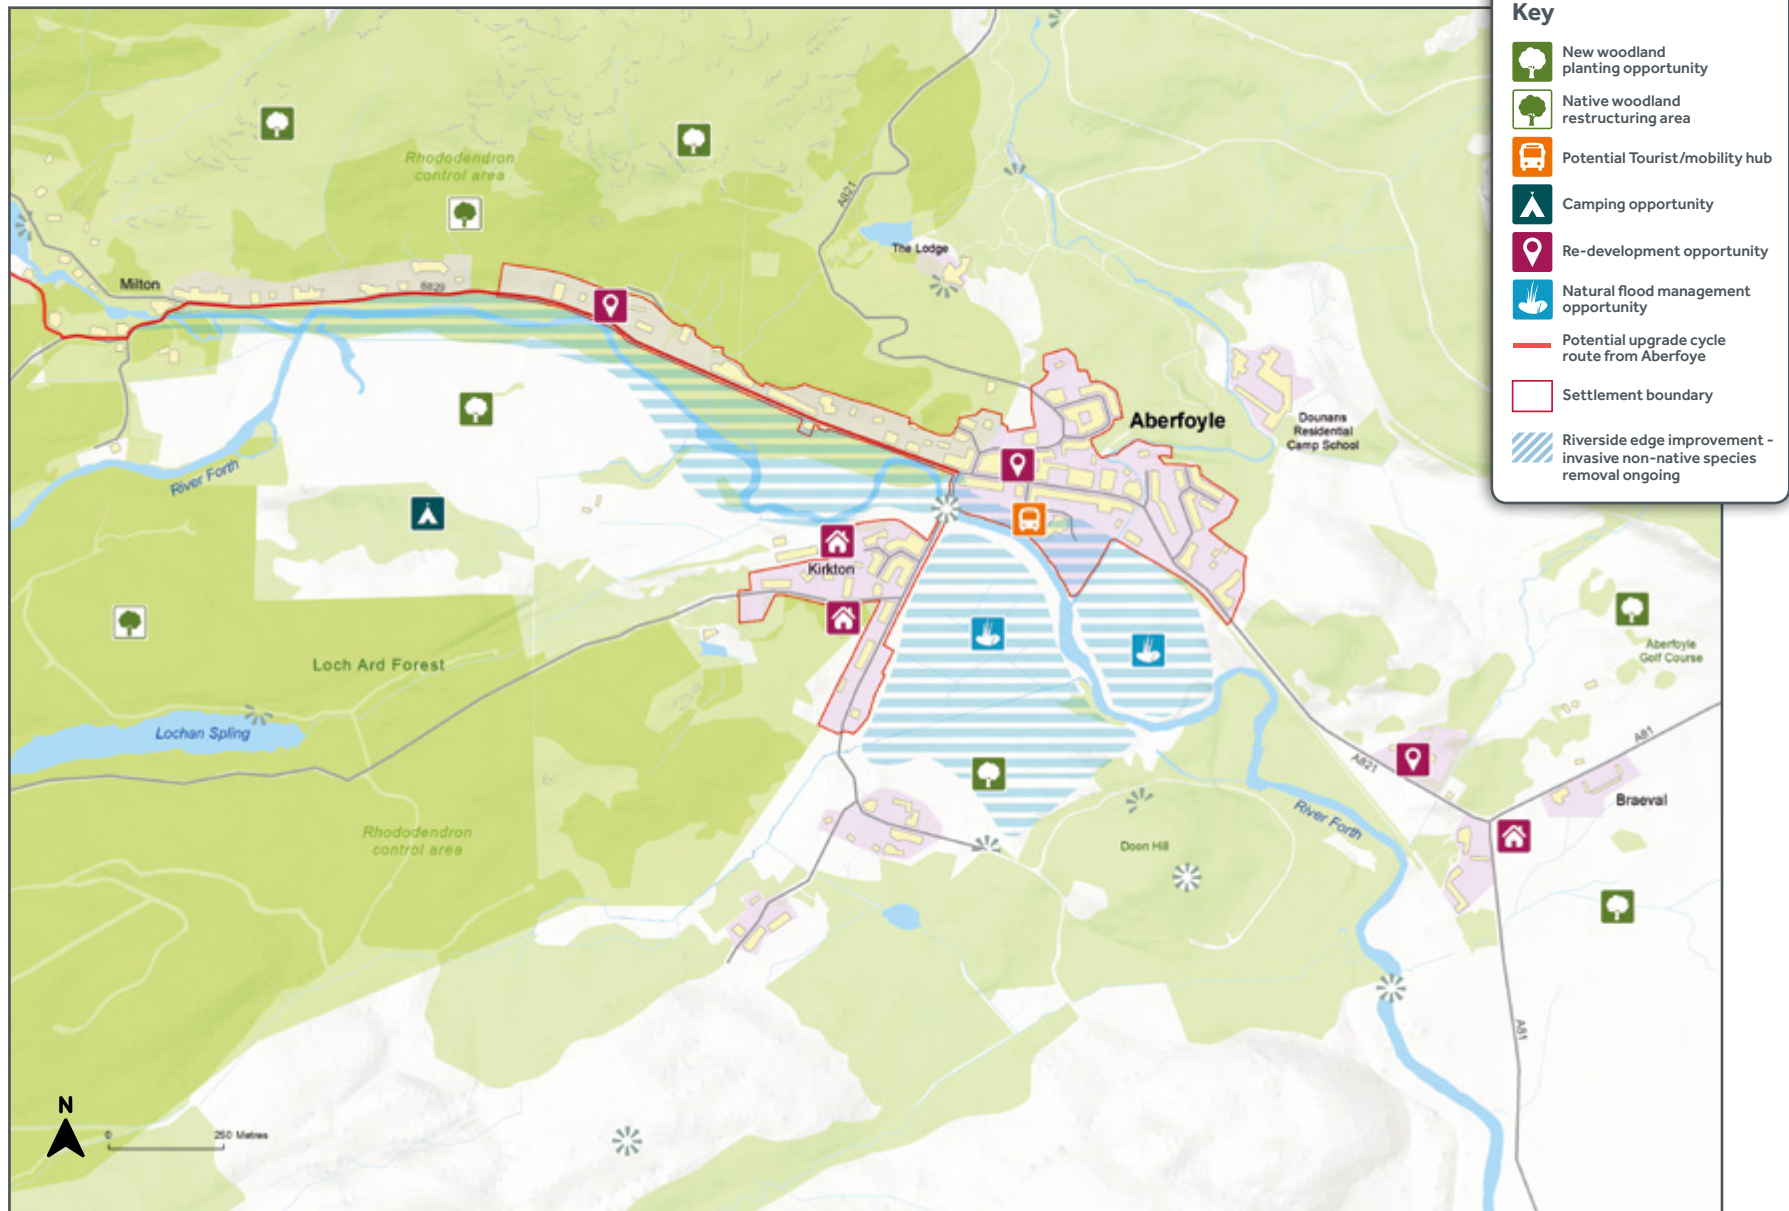 Key
New woodland
planting opportunity
Native woodland
restructuring area
Potential Tourist/mobility hub
Camping opportunity
Re-development opportunity
Natural flood management
opportunity
Potential upgrade cycle
route from Aberfoye
Settlement boundary
Riverside edge improvement -
invasive non-native species
removal ongoing
Rhododendron
control area
A821
The Lodge
Milton
B829
Aberfoyle
Dounans
Residential
Camp School
River Forth
Kirkton
Loch Ard Forest
Aberfoyle
Golf Course
Lochan Spling
A81
A821
Braeval
River Forth
Rhododendron
control area
Doon Hill
A81
N
0 250 Metres